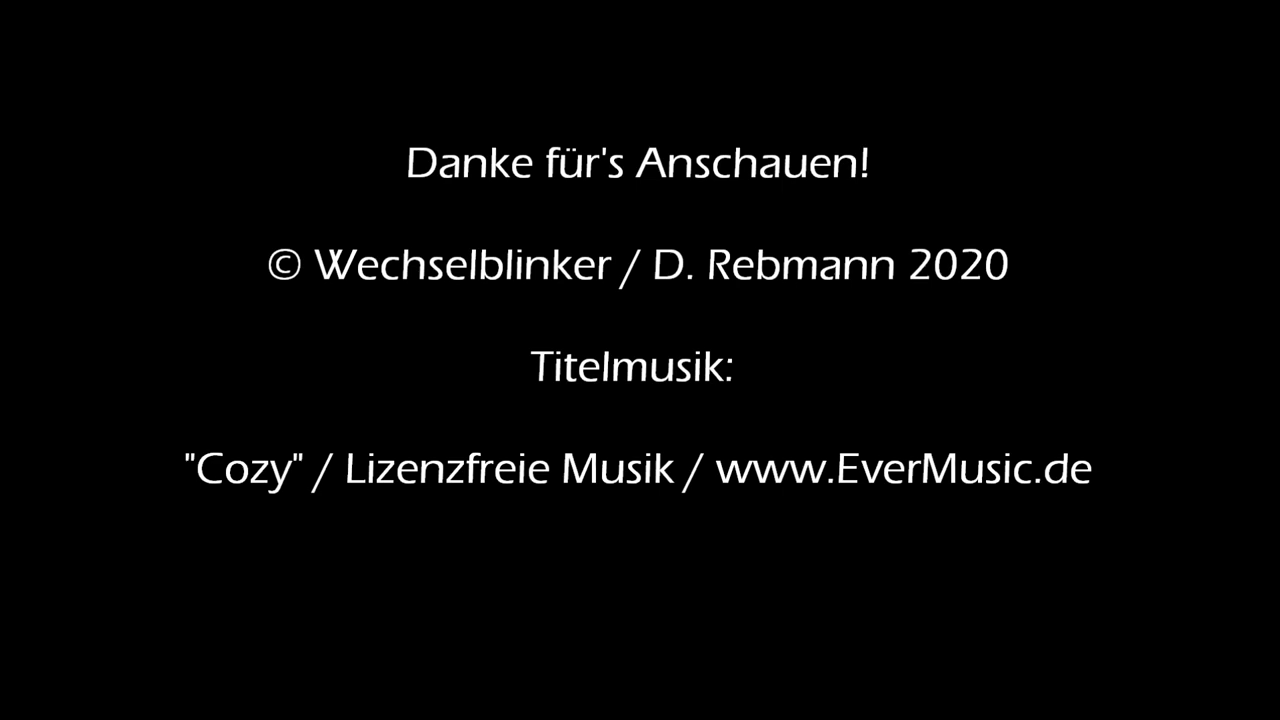 Danke für's Anschauen!
© Wechselblinker / D. Rebmann 2020
Titelmusik:
"Cozy" / Lizenzfreie Musik / www.EverMusic.de